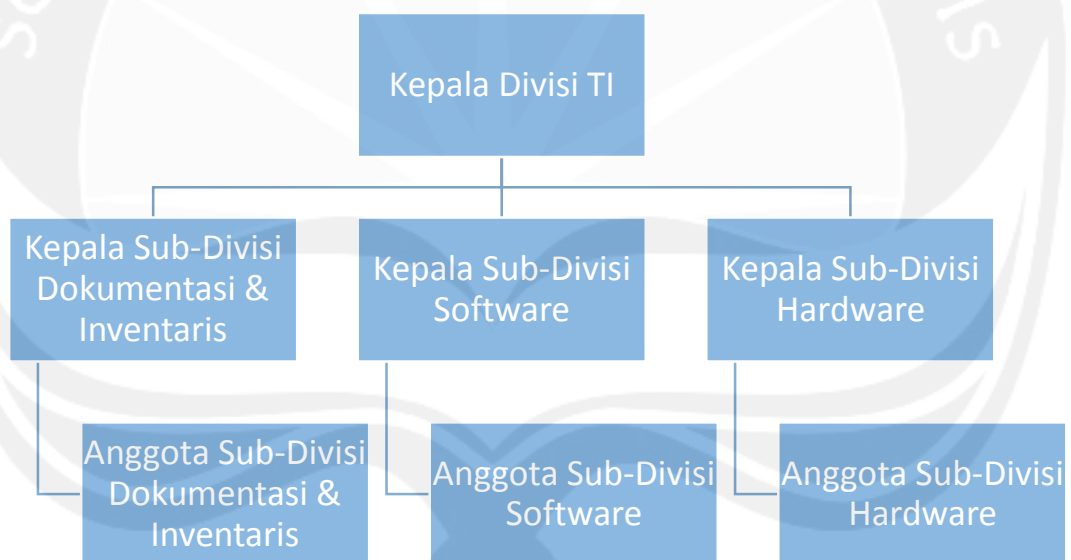 Kepala Divisi TI
Kepala Sub-Divisi
Dokumentasi &
Inventaris
Kepala Sub-Divisi
Software
Kepala Sub-Divisi
Hardware
Anggota Sub-Divisi
Dokumentasi &
Inventaris
Anggota Sub-Divisi
Software
Anggota Sub-Divisi
Hardware